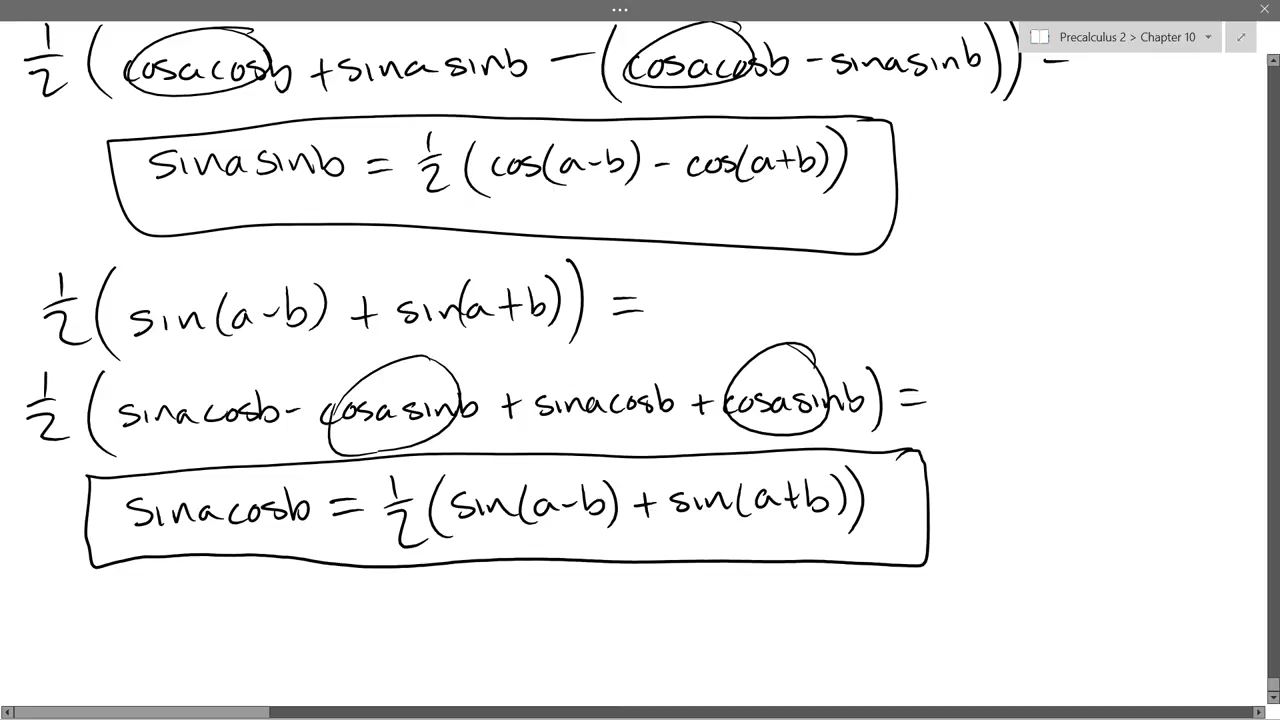 Precalculus 2 > Chapter 10
1/2 (cosacosb + sinasinb - (cosacosb - sinasinb)) =
sinasinb = 1/2 (cos(a-b) - cos(a+b))
1/2 (sin(a-b) + sin(a+b)) =
1/2 (sinacosb - cosasinb + sinacosb + cosasinb) =
sinacosb = 1/2 (sin(a-b) + sin(a+b))